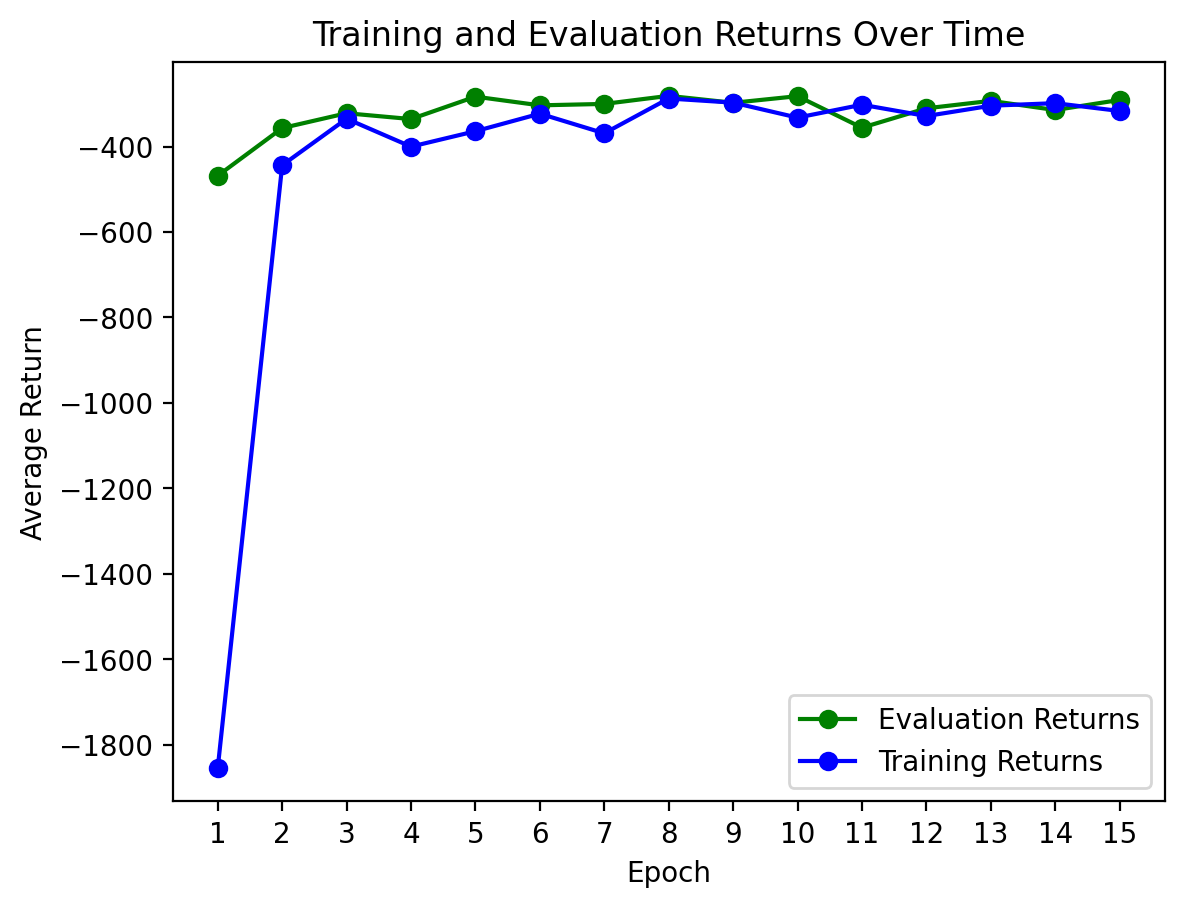 Training and Evaluation Returns Over Time
Average Return
−400
−600
−800
−1000
−1200
−1400
−1600
−1800
Evaluation Returns
Training Returns
1 2 3 4 5 6 7 8 9 10 11 12 13 14 15
Epoch